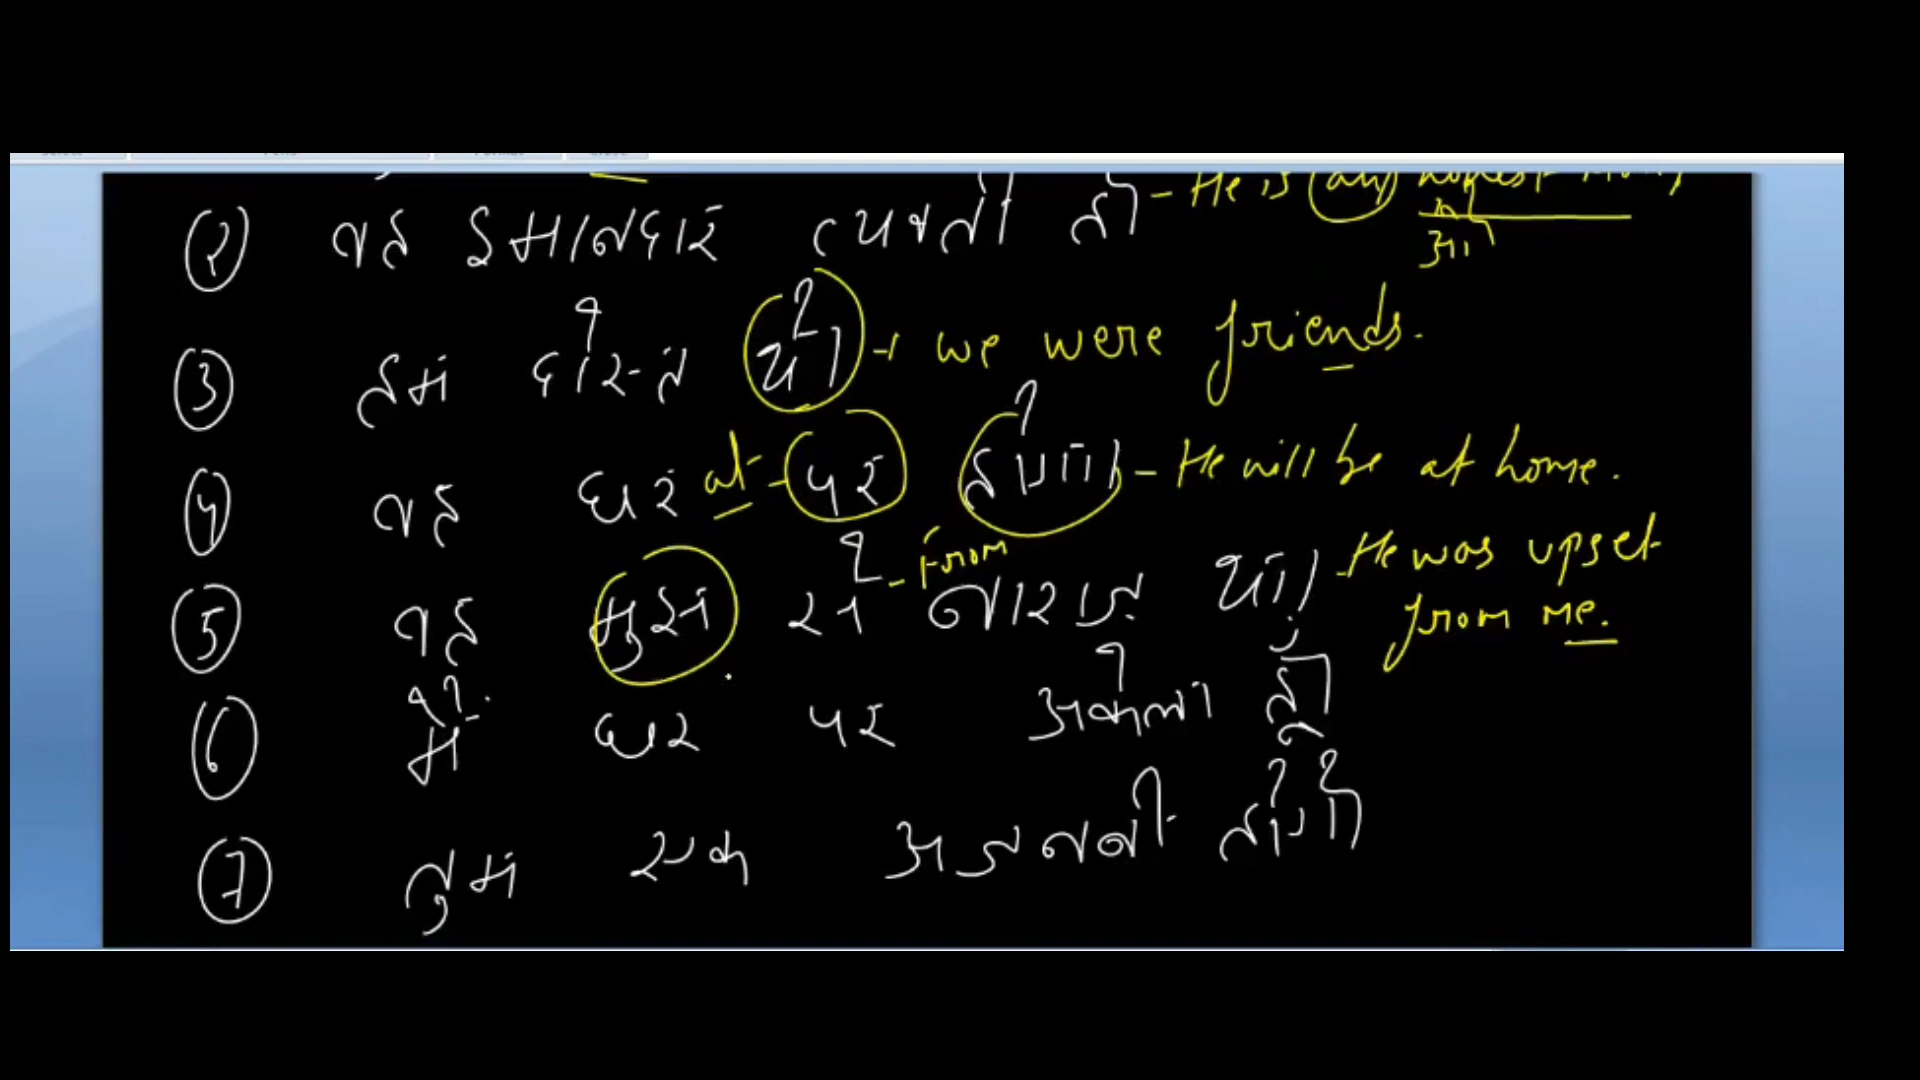 २ वह ईमानदार व्यक्ती है - He is an honest man,
अ
आ
3 हम दोस्त थे - we were friends.
4 वह घर at - पर होगा - He will be at home.
5 वह मुझ से - From नाराज था। - He was upset
from me.
6 मैं घर पर अकेला हूँ
7 तुम एक अजनबी होगे